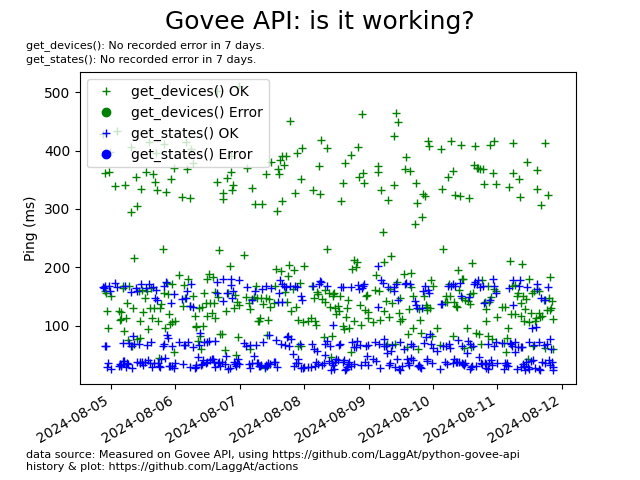 Govee API: is it working?
get_devices(): No recorded error in 7 days.
get_states(): No recorded error in 7 days.
get_devices() OK
get_devices() Error
get_states() OK
get_states() Error
Ping (ms)
500
400
300
200
100
2024-08-05
2024-08-06
2024-08-07
2024-08-08
2024-08-09
2024-08-10
2024-08-11
2024-08-12
data source: Measured on Govee API, using https://github.com/LaggAt/python-govee-api
history & plot: https://github.com/LaggAt/actions